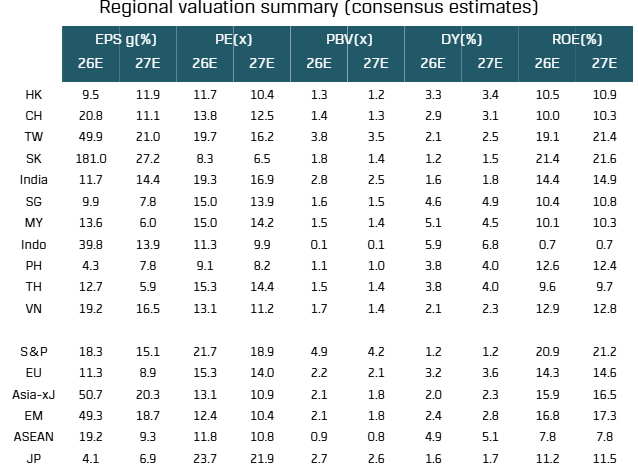 Regional valuation summary (consensus estimates)
EPS g(%) PE(x) PBV(x) DY(%) ROE(%)
26E 27E 26E 27E 26E 27E 26E 27E 26E 27E
HK 9.5 11.9 11.7 10.4 1.3 1.2 3.3 3.4 10.5 10.9
CH 20.8 11.1 13.8 12.5 1.4 1.3 2.9 3.1 10.0 10.3
TW 49.9 21.0 19.7 16.2 3.8 3.5 2.1 2.5 19.1 21.4
SK 181.0 27.2 8.3 6.5 1.8 1.4 1.2 1.5 21.4 21.6
India 11.7 14.4 19.3 16.9 2.8 2.5 1.6 1.8 14.4 14.9
SG 9.9 7.8 15.0 13.9 1.6 1.5 4.6 4.9 10.4 10.8
MY 13.6 6.0 15.0 14.2 1.5 1.4 5.1 4.5 10.1 10.3
Indo 39.8 13.9 11.3 9.9 0.1 0.1 5.9 6.8 0.7 0.7
PH 4.3 7.8 9.1 8.2 1.1 1.0 3.8 4.0 12.6 12.4
TH 12.7 5.9 15.3 14.4 1.5 1.4 3.8 4.0 9.6 9.7
VN 19.2 16.5 13.1 11.2 1.7 1.4 2.1 2.3 12.9 12.8
S&P 18.3 15.1 21.7 18.9 4.9 4.2 1.2 1.2 20.9 21.2
EU 11.3 8.9 15.3 14.0 2.2 2.1 3.2 3.6 14.3 14.6
Asia-xJ 50.7 20.3 13.1 10.9 2.1 1.8 2.0 2.3 15.9 16.5
EM 49.3 18.7 12.4 10.4 2.1 1.8 2.4 2.8 16.8 17.3
ASEAN 19.2 9.3 11.8 10.8 0.9 0.8 4.9 5.1 7.8 7.8
JP 4.1 6.9 23.7 21.9 2.7 2.6 1.6 1.7 11.2 11.5